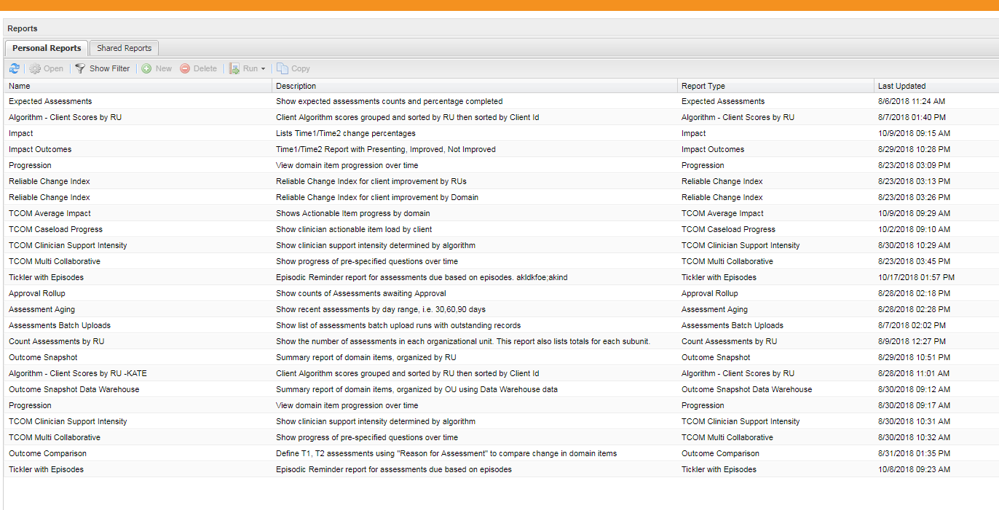 Reports
Personal Reports Shared Reports
Open Show Filter New Delete Run Copy
Name Description Report Type Last Updated
Expected Assessments Show expected assessments counts and percentage completed Expected Assessments 8/6/2018 11:24 AM
Algorithm - Client Scores by RU Client Algorithm scores grouped and sorted by RU then sorted by Client Id Algorithm - Client Scores by RU 8/7/2018 01:40 PM
Impact Lists Time1/Time2 change percentages Impact 10/9/2018 09:15 AM
Impact Outcomes Time1/Time2 Report with Presenting, Improved, Not Improved Impact Outcomes 8/29/2018 10:28 PM
Progression View domain item progression over time Progression 8/23/2018 03:09 PM
Reliable Change Index Reliable Change Index for client improvement by RUs Reliable Change Index 8/23/2018 03:13 PM
Reliable Change Index Reliable Change Index for client improvement by Domain Reliable Change Index 8/23/2018 03:26 PM
TCOM Average Impact Shows Actionable Item progress by domain TCOM Average Impact 10/9/2018 09:29 AM
TCOM Caseload Progress Show clinician actionable item load by client TCOM Caseload Progress 10/2/2018 09:10 AM
TCOM Clinician Support Intensity Show clinician support intensity determined by algorithm TCOM Clinician Support Intensity 8/30/2018 10:29 AM
TCOM Multi Collaborative Show progress of pre-specified questions over time TCOM Multi Collaborative 8/23/2018 03:45 PM
Tickler with Episodes Episodic Reminder report for assessments due based on episodes. akldkfoe;akind Tickler with Episodes 10/17/2018 01:57 PM
Approval Rollup Show counts of Assessments awaiting Approval Approval Rollup 8/28/2018 02:18 PM
Assessment Aging Show recent assessments by day range, i.e. 30,60,90 days Assessment Aging 8/28/2018 02:28 PM
Assessments Batch Uploads Show list of assessments batch upload runs with outstanding records Assessments Batch Uploads 8/7/2018 02:02 PM
Count Assessments by RU Show the number of assessments in each organizational unit. This report also lists totals for each subunit. Count Assessments by RU 8/9/2018 12:27 PM
Outcome Snapshot Summary report of domain items, organized by RU Outcome Snapshot 8/29/2018 10:51 PM
Algorithm - Client Scores by RU -KATE Client Algorithm scores grouped and sorted by RU then sorted by Client Id Algorithm - Client Scores by RU 8/28/2018 11:01 AM
Outcome Snapshot Data Warehouse Summary report of domain items, organized by OU using Data Warehouse data Outcome Snapshot Data Warehouse 8/30/2018 09:12 AM
Progression View domain item progression over time Progression 8/30/2018 09:17 AM
TCOM Clinician Support Intensity Show clinician support intensity determined by algorithm TCOM Clinician Support Intensity 8/30/2018 10:31 AM
TCOM Multi Collaborative Show progress of pre-specified questions over time TCOM Multi Collaborative 8/30/2018 10:32 AM
Outcome Comparison Define T1, T2 assessments using "Reason for Assessment" to compare change in domain items Outcome Comparison 8/31/2018 01:35 PM
Tickler with Episodes Episodic Reminder report for assessments due based on episodes Tickler with Episodes 10/8/2018 09:23 AM